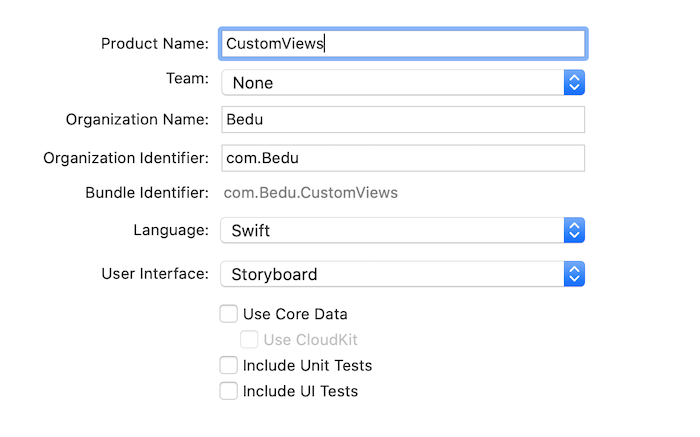 Product Name: CustomViews
Team: None
Organization Name: Bedu
Organization Identifier: com.Bedu
Bundle Identifier: com.Bedu.CustomViews
Language: Swift
User Interface: Storyboard
Use Core Data
Use CloudKit
Include Unit Tests
Include UI Tests